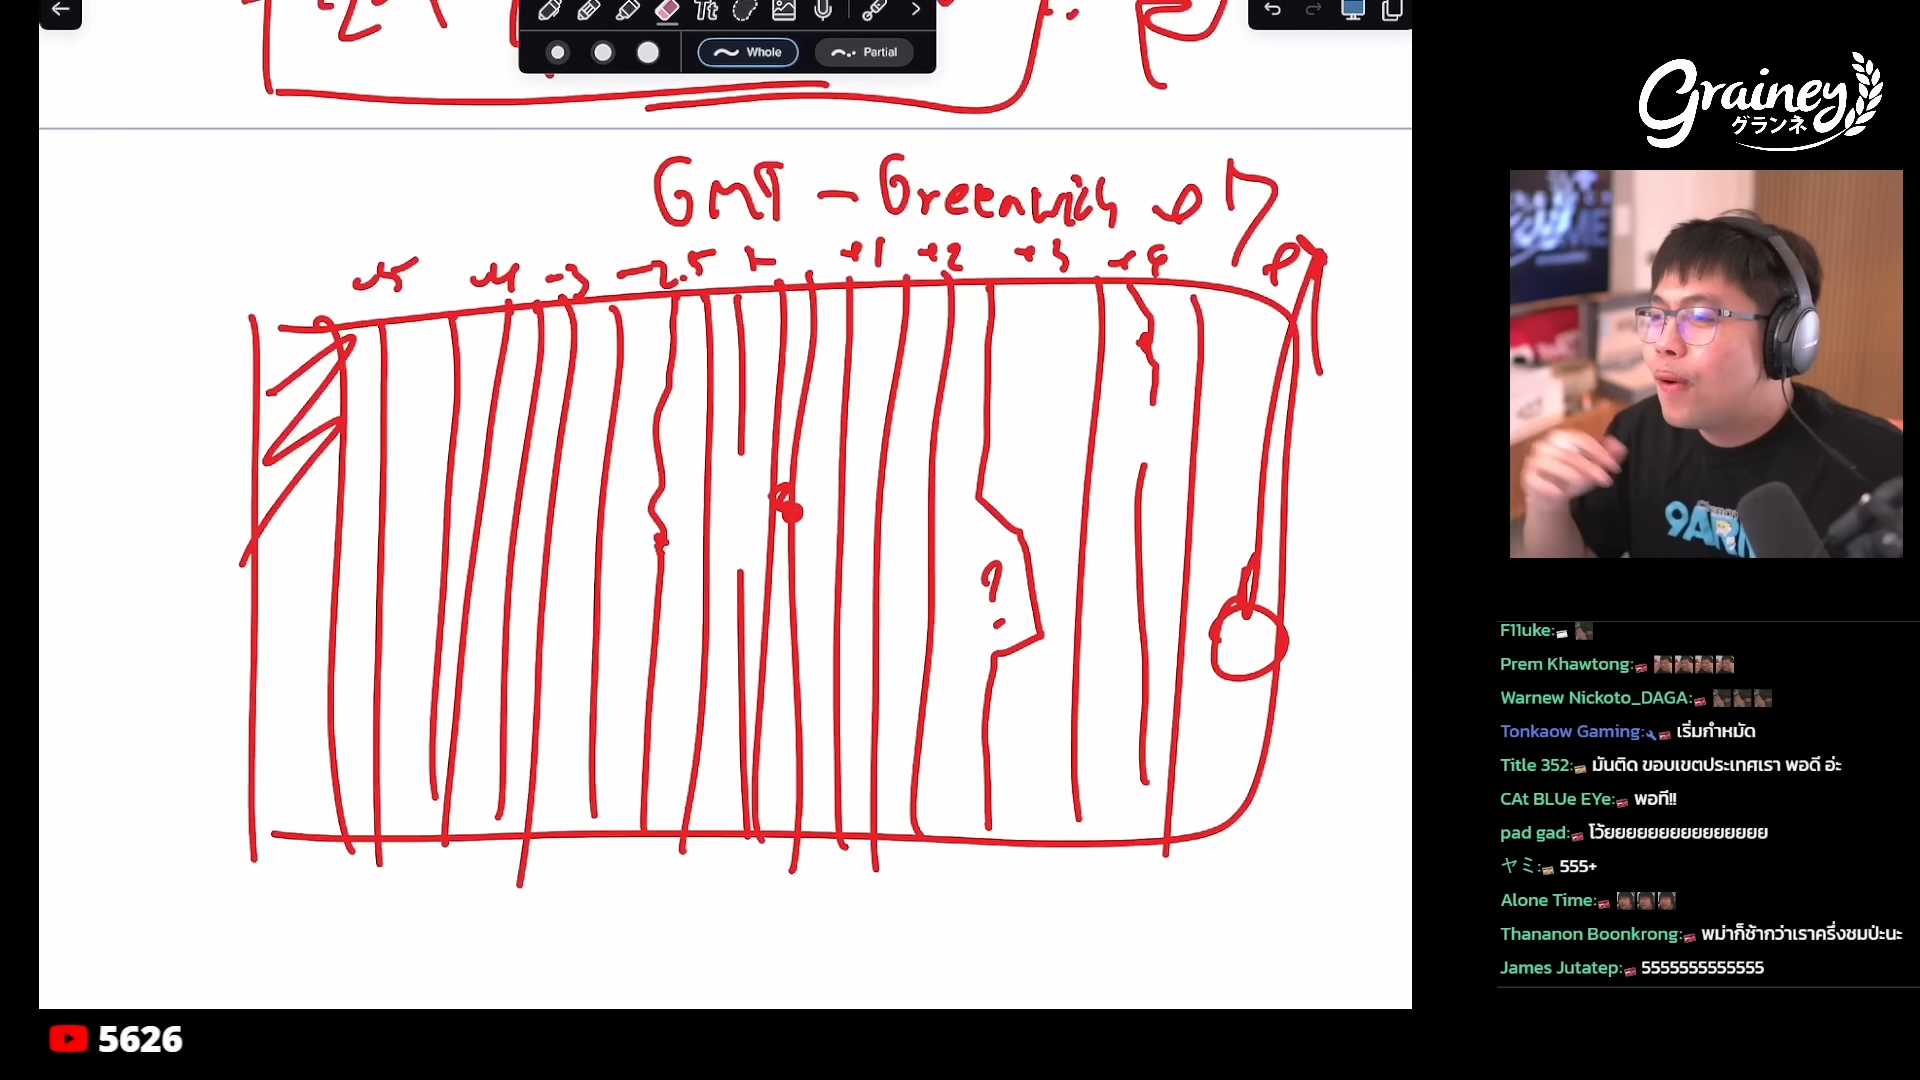 Tt
Whole
Partial
GMT - Greenwich
-3 -2.5 +1 +2 +3 +4
?
Grainey
グランネ
9ARM
F11uke:
Prem Khawtong:
Warnew Nickoto_DAGA:
Tonkaow Gaming: เริ่มกำหมัด
Title 352: มันติด ขอบเขตประเทศเรา พอดี อ่ะ
CAt BLUe EYe: พอที!!
pad gad: โว้ยยยยยยยยยยยยยยย
ヤミ: 555+
Alone Time:
Thananon Boonkrong: พม่าก็ช้ากว่าเราครึ่งชมป่ะนะ
James Jutatep: 5555555555555
5626